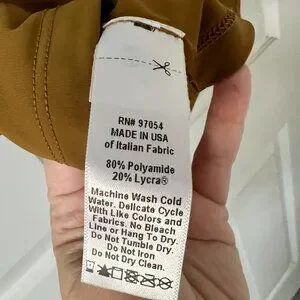 RN# 97054
MADE IN USA
of Italian Fabric
80% Polyamide
20% Lycra®
Machine Wash Cold
Water. Delicate Cycle
With Like Colors and
Fabrics. No Bleach
Line or Hang To Dry.
Do Not Tumble Dry.
Do Not Iron
Do Not Dry Clean.